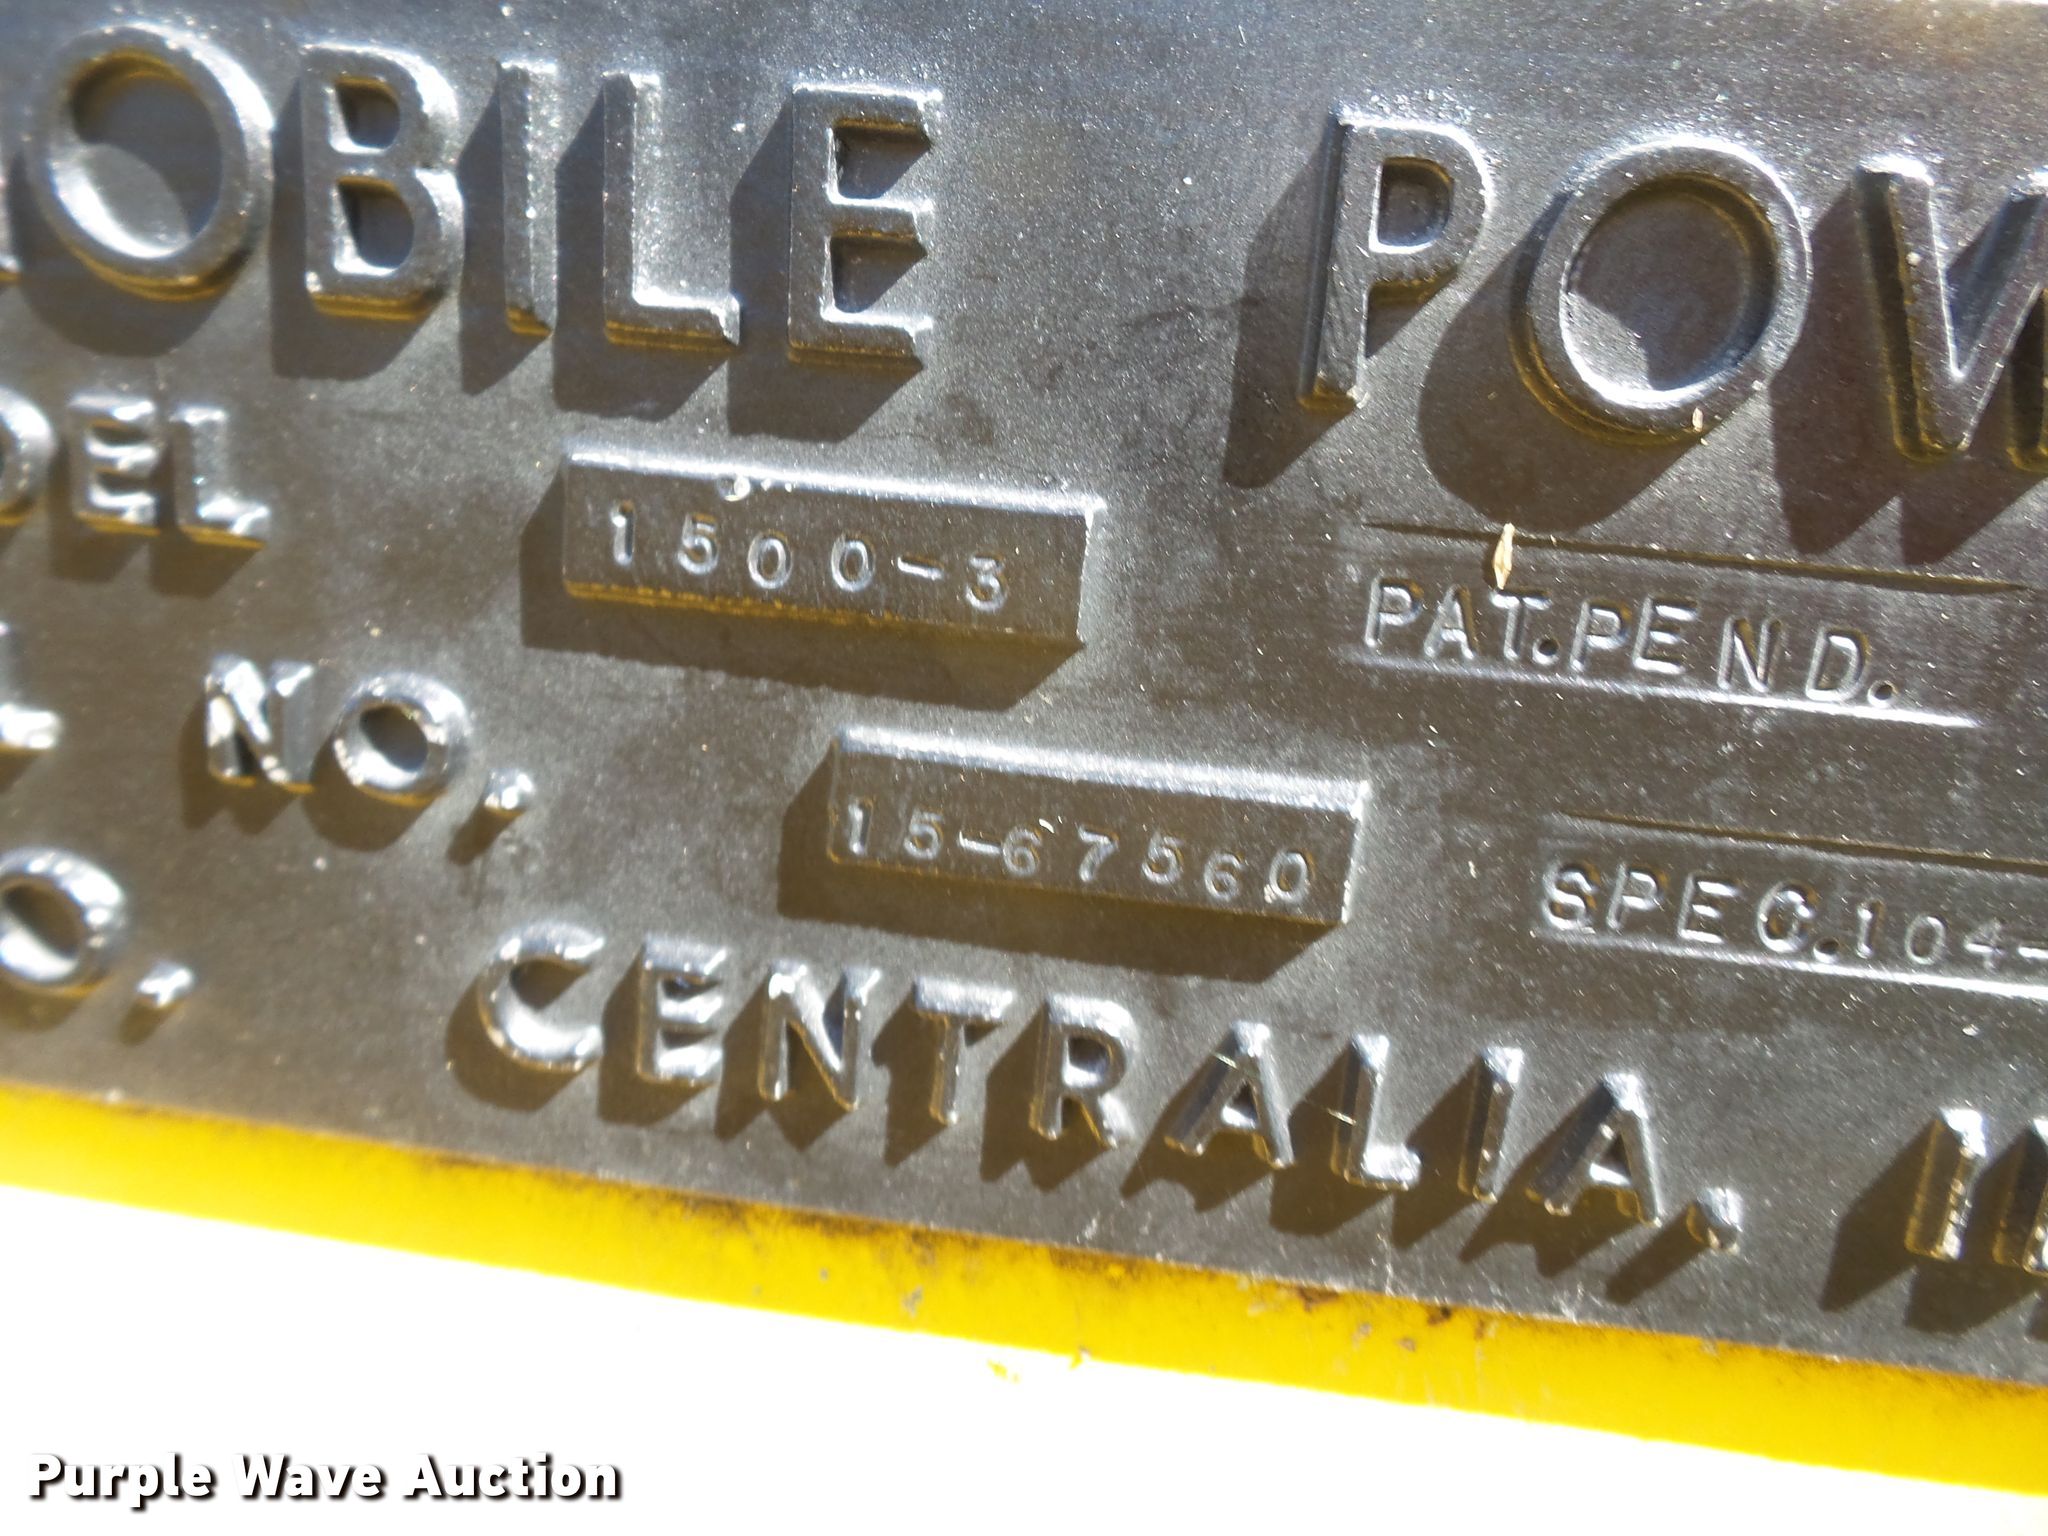 OBILE POW
DEL 1500-3 PAT.PEND.
L NO. 15-67560 SPEC.104-
O. CENTRALIA, I
Purple Wave Auction